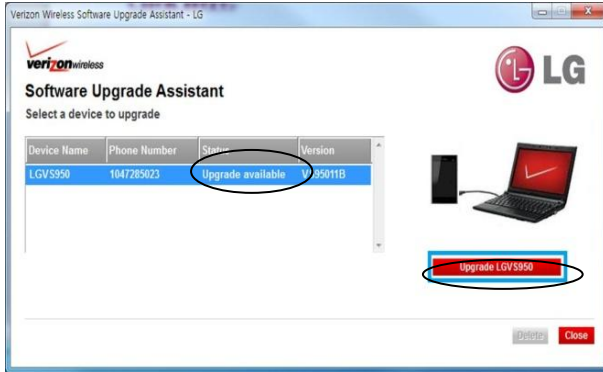 Verizon Wireless Software Upgrade Assistant - LG
verizonwireless
LG
Software Upgrade Assistant
Select a device to upgrade
Device Name Phone Number Status Version
LGVS950 1047285023 Upgrade available VS95011B
Upgrade LGVS950
Delete Close